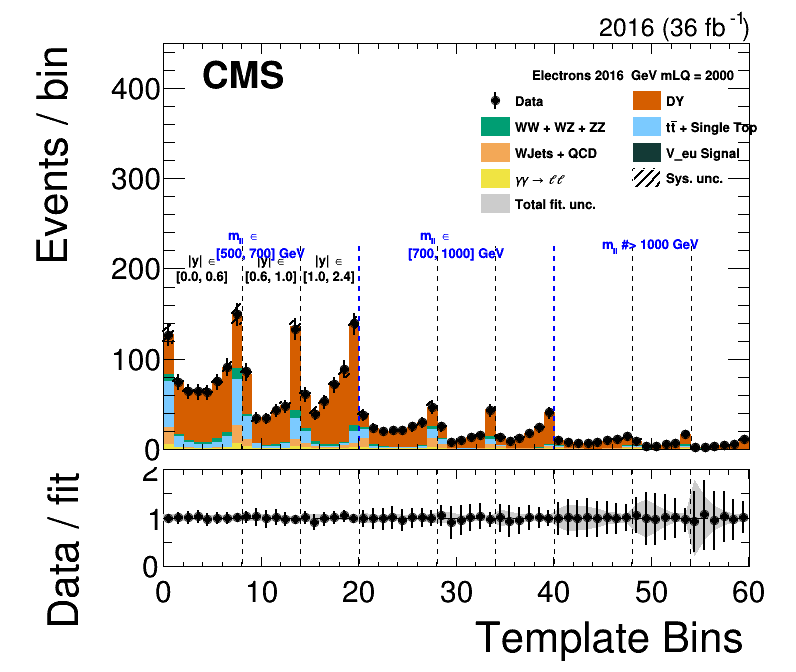 2016 (36 fb⁻¹)
CMS
Events / bin
400
300
200
100
0
Electrons 2016 GeV mLQ = 2000
Data
DY
WW + WZ + ZZ
tt̄ + Single Top
WJets + QCD
V_eu Signal
γγ → ℓℓ
Sys. unc.
Total fit. unc.
m_ll ∈
[500, 700] GeV
m_ll ∈
[700, 1000] GeV
m_ll #> 1000 GeV
|y| ∈
[0.0, 0.6]
|y| ∈
[0.6, 1.0]
|y| ∈
[1.0, 2.4]
Data / fit
2
1
0
0 10 20 30 40 50 60
Template Bins